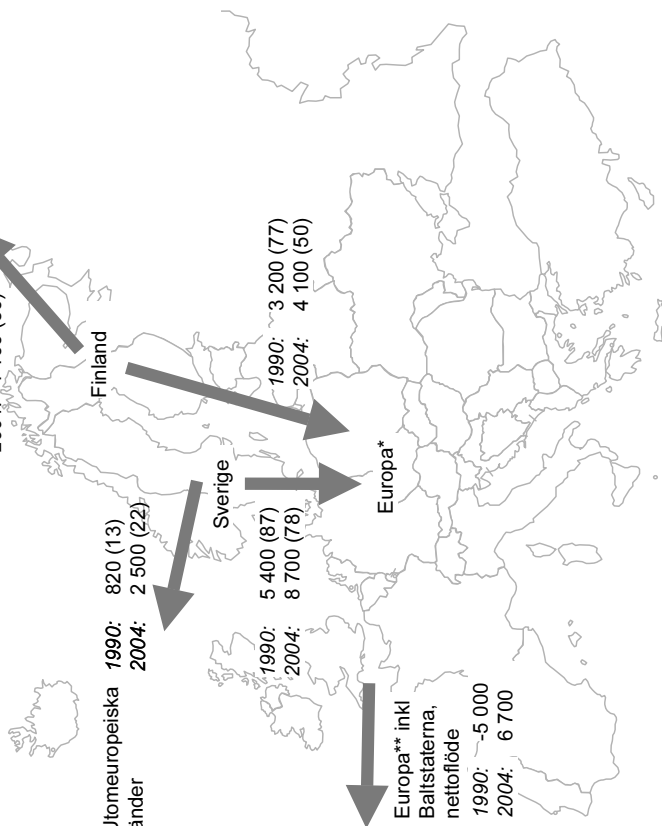 Finland
1990: 3 200 (77)
2004: 4 100 (50)
Utomeuropeiska
länder
1990: 820 (13)
2004: 2 500 (22)
Sverige
1990: 5 400 (87)
2004: 8 700 (78)
Europa*
Europa** inkl
Baltstaterna,
nettoflöde
1990: -5 000
2004: 6 700